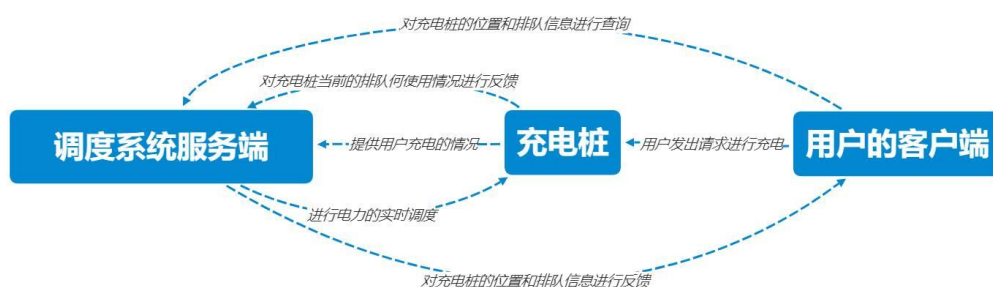 对充电桩的位置和排队信息进行查询
对充电桩当前的排队何使用情况进行反馈
调度系统服务端
提供用户充电的情况
充电桩
用户发出请求进行充电
用户的客户端
进行电力的实时调度
对充电桩的位置和排队信息进行反馈